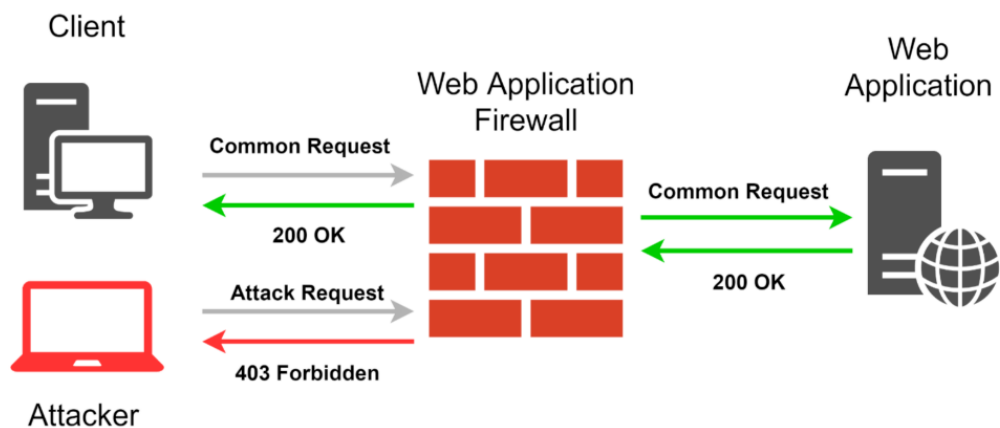 Client
Web
Application
Web Application
Firewall
Common Request
200 OK
Common Request
200 OK
Attack Request
403 Forbidden
Attacker